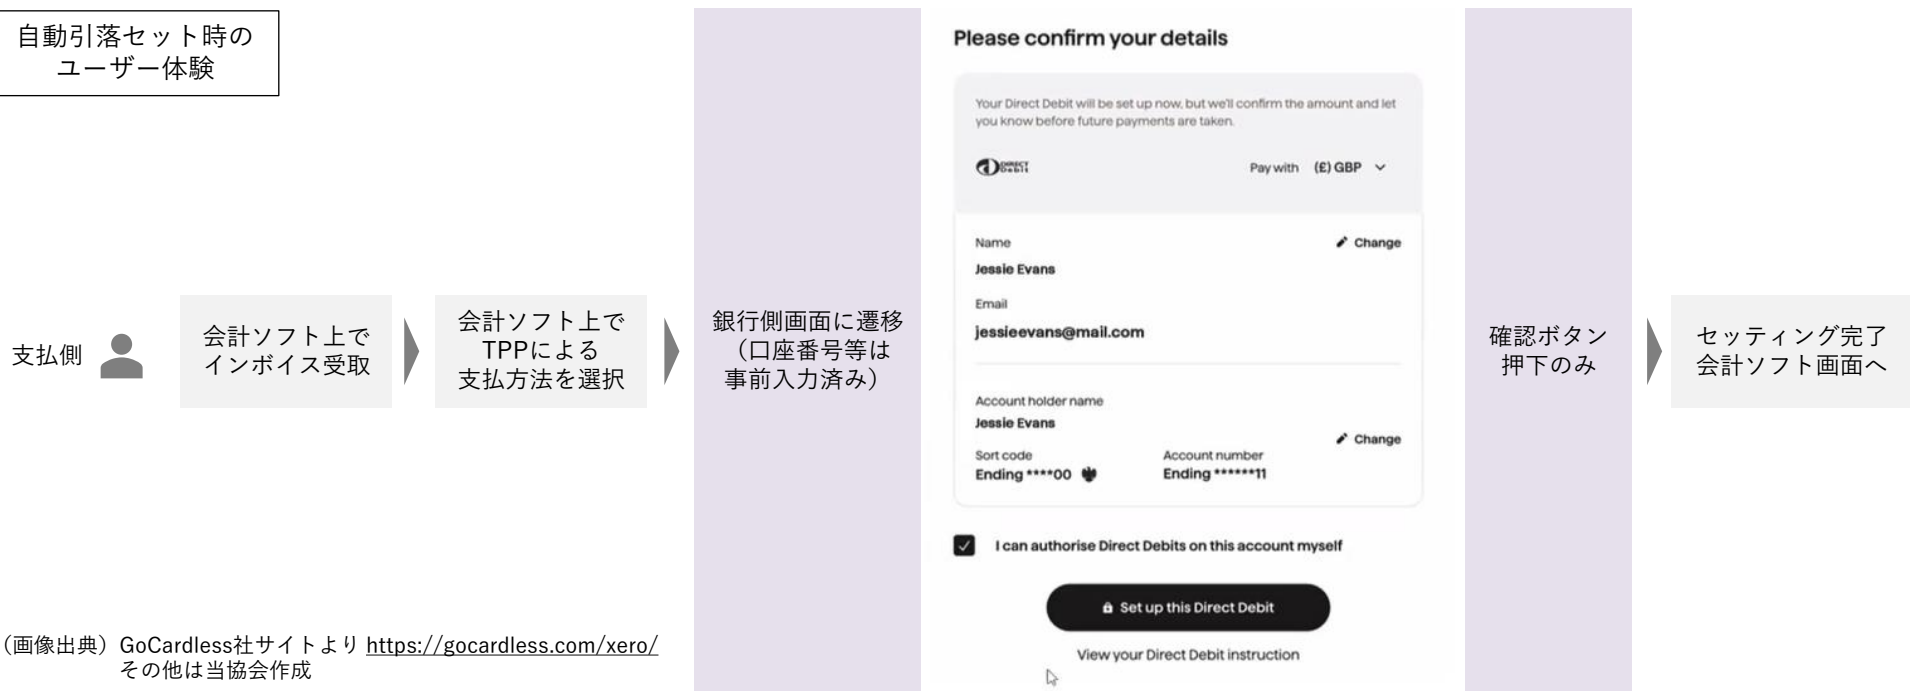 自動引落セット時の
ユーザー体験
支払側
会計ソフト上で
インボイス受取
会計ソフト上で
TPPによる
支払方法を選択
銀行側画面に遷移
（口座番号等は
事前入力済み）
Please confirm your details
Your Direct Debit will be set up now, but we'll confirm the amount and let
you know before future payments are taken.
DIRECT
Debit
Pay with (£) GBP
Name
Change
Jessie Evans
Email
jessieevans@mail.com
Account holder name
Jessie Evans
Change
Sort code
Account number
Ending ****00
Ending ******11
I can authorise Direct Debits on this account myself
Set up this Direct Debit
View your Direct Debit instruction
確認ボタン
押下のみ
セッティング完了
会計ソフト画面へ
（画像出典）GoCardless社サイトより https://gocardless.com/xero/
その他は当協会作成